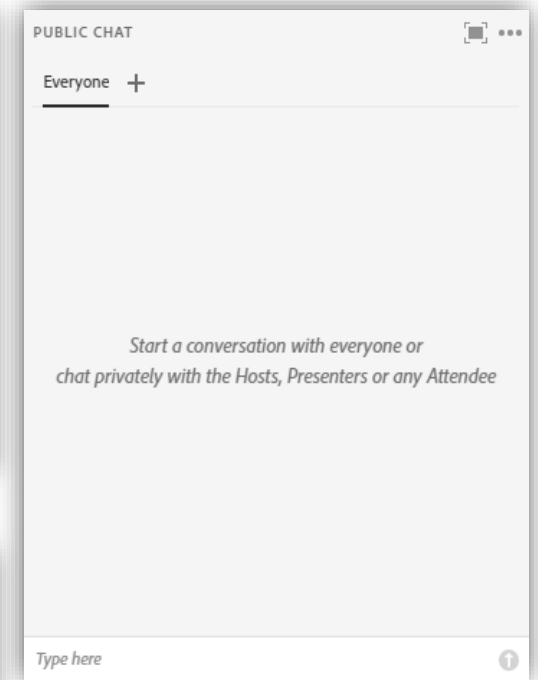 PUBLIC CHAT
Everyone
Start a conversation with everyone or
chat privately with the Hosts, Presenters or any Attendee
Type here